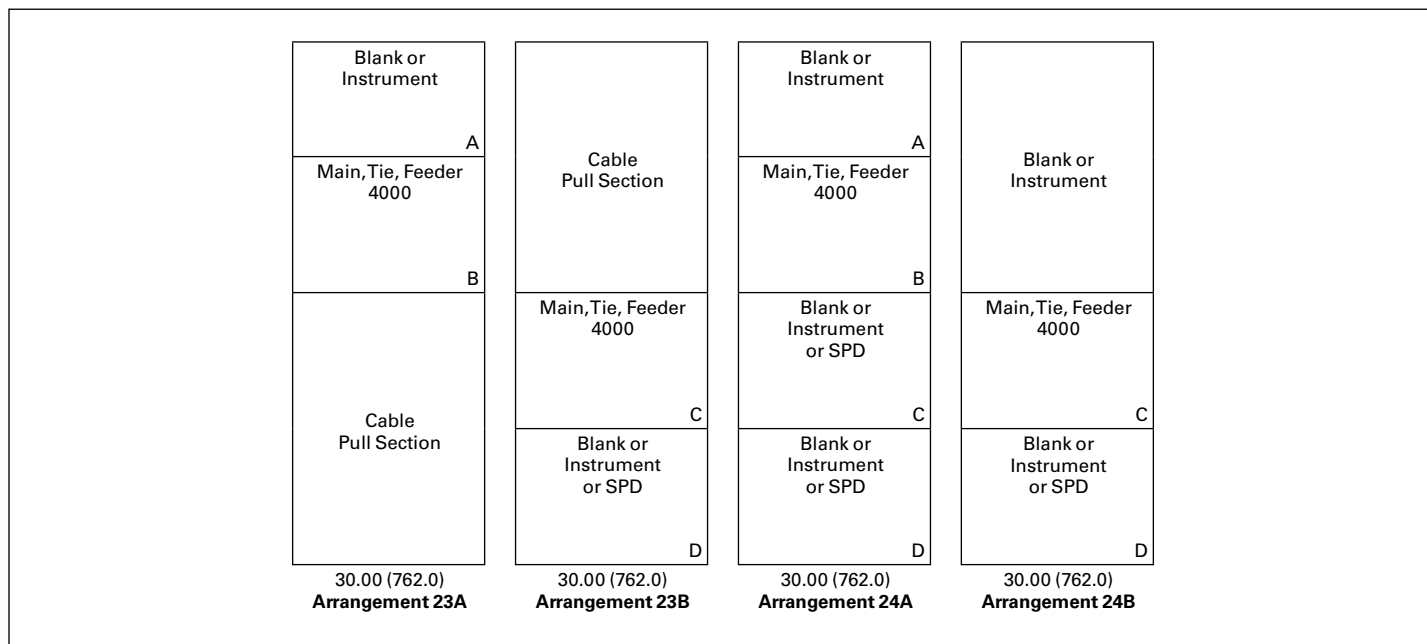 Blank or
Instrument
A
Main, Tie, Feeder
4000
B
Cable
Pull Section
30.00 (762.0)
Arrangement 23A
Cable
Pull Section
Main, Tie, Feeder
4000
C
Blank or
Instrument
or SPD
D
30.00 (762.0)
Arrangement 23B
Blank or
Instrument
A
Main, Tie, Feeder
4000
B
Blank or
Instrument
or SPD
C
Blank or
Instrument
or SPD
D
30.00 (762.0)
Arrangement 24A
Blank or
Instrument
Main, Tie, Feeder
4000
C
Blank or
Instrument
or SPD
D
30.00 (762.0)
Arrangement 24B